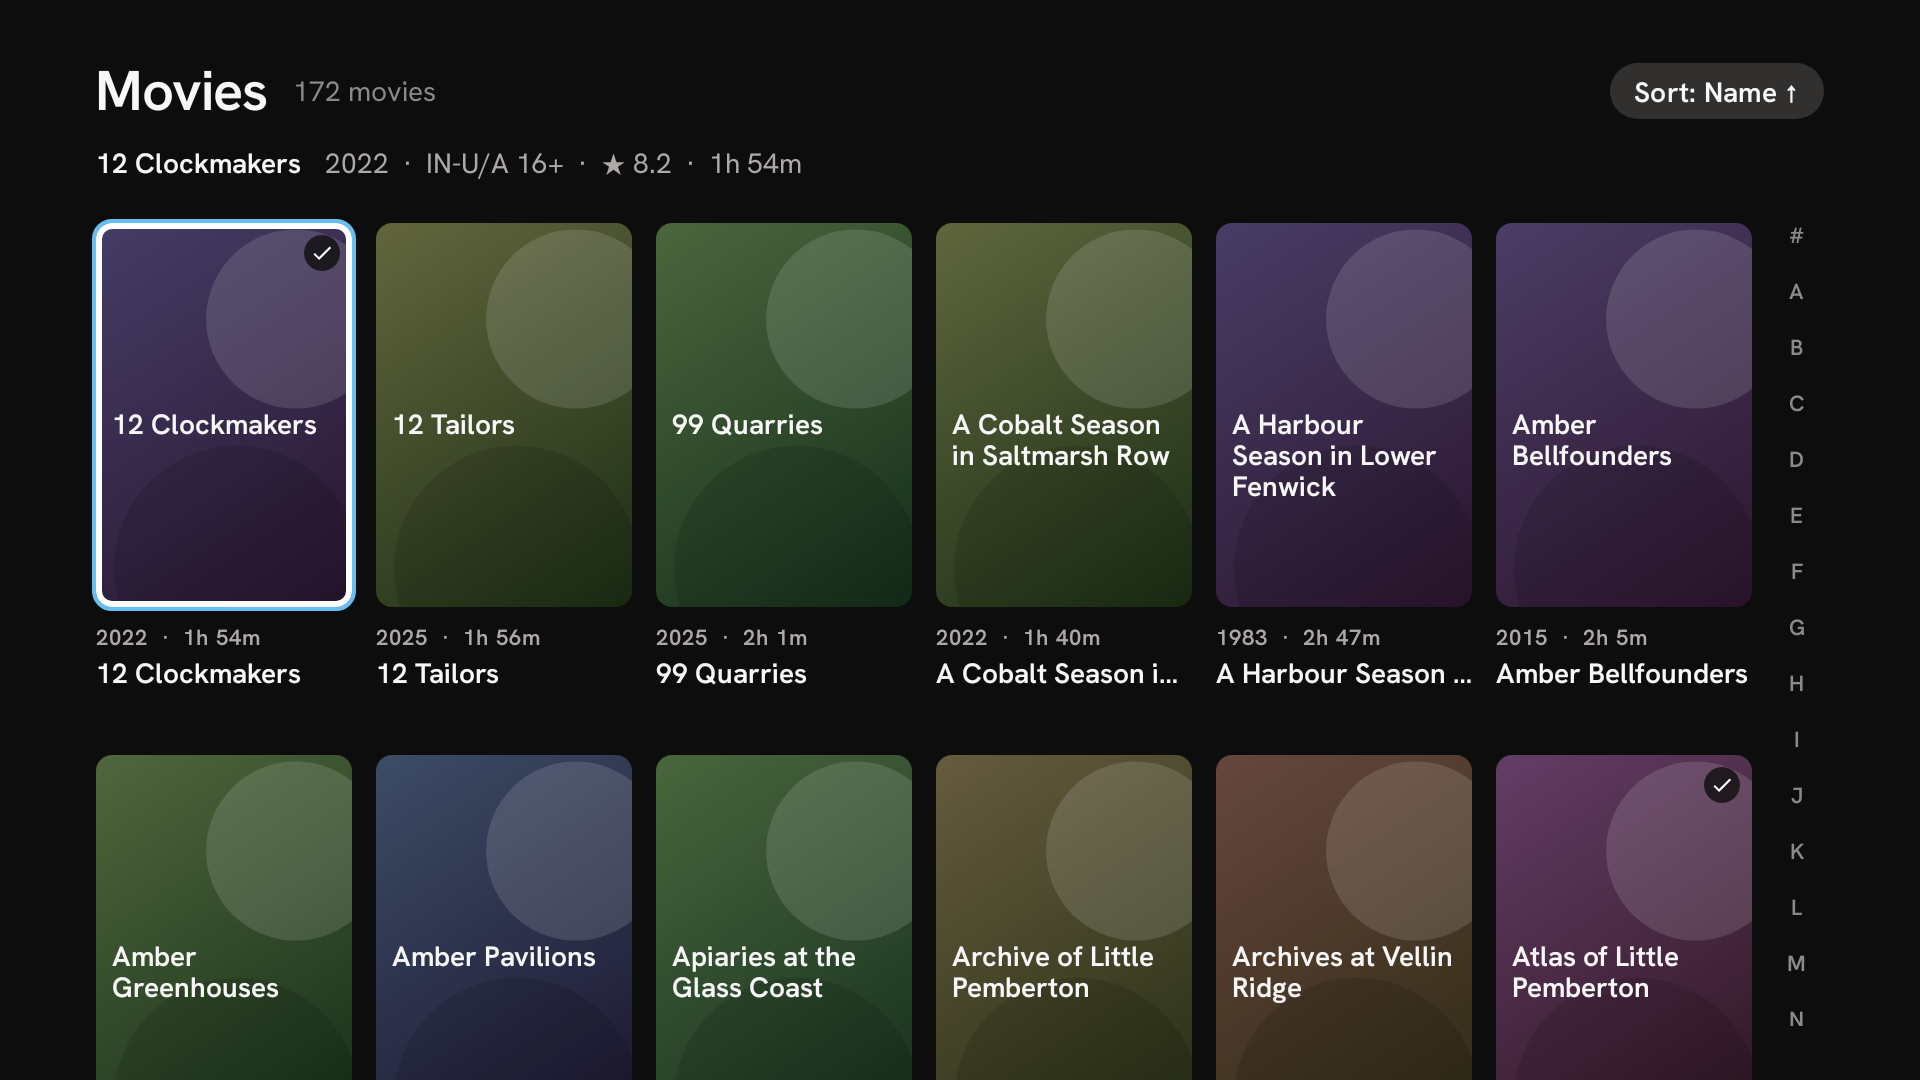 Movies 172 movies
Sort: Name ↑
12 Clockmakers 2022 · IN-U/A 16+ · ★ 8.2 · 1h 54m
12 Clockmakers
12 Tailors
99 Quarries
A Cobalt Season
in Saltmarsh Row
A Harbour
Season in Lower
Fenwick
Amber
Bellfounders
2022 · 1h 54m
12 Clockmakers
2025 · 1h 56m
12 Tailors
2025 · 2h 1m
99 Quarries
2022 · 1h 40m
A Cobalt Season i...
1983 · 2h 47m
A Harbour Season ...
2015 · 2h 5m
Amber Bellfounders
Amber
Greenhouses
Amber Pavilions
Apiaries at the
Glass Coast
Archive of Little
Pemberton
Archives at Vellin
Ridge
Atlas of Little
Pemberton
#
A
B
C
D
E
F
G
H
I
J
K
L
M
N